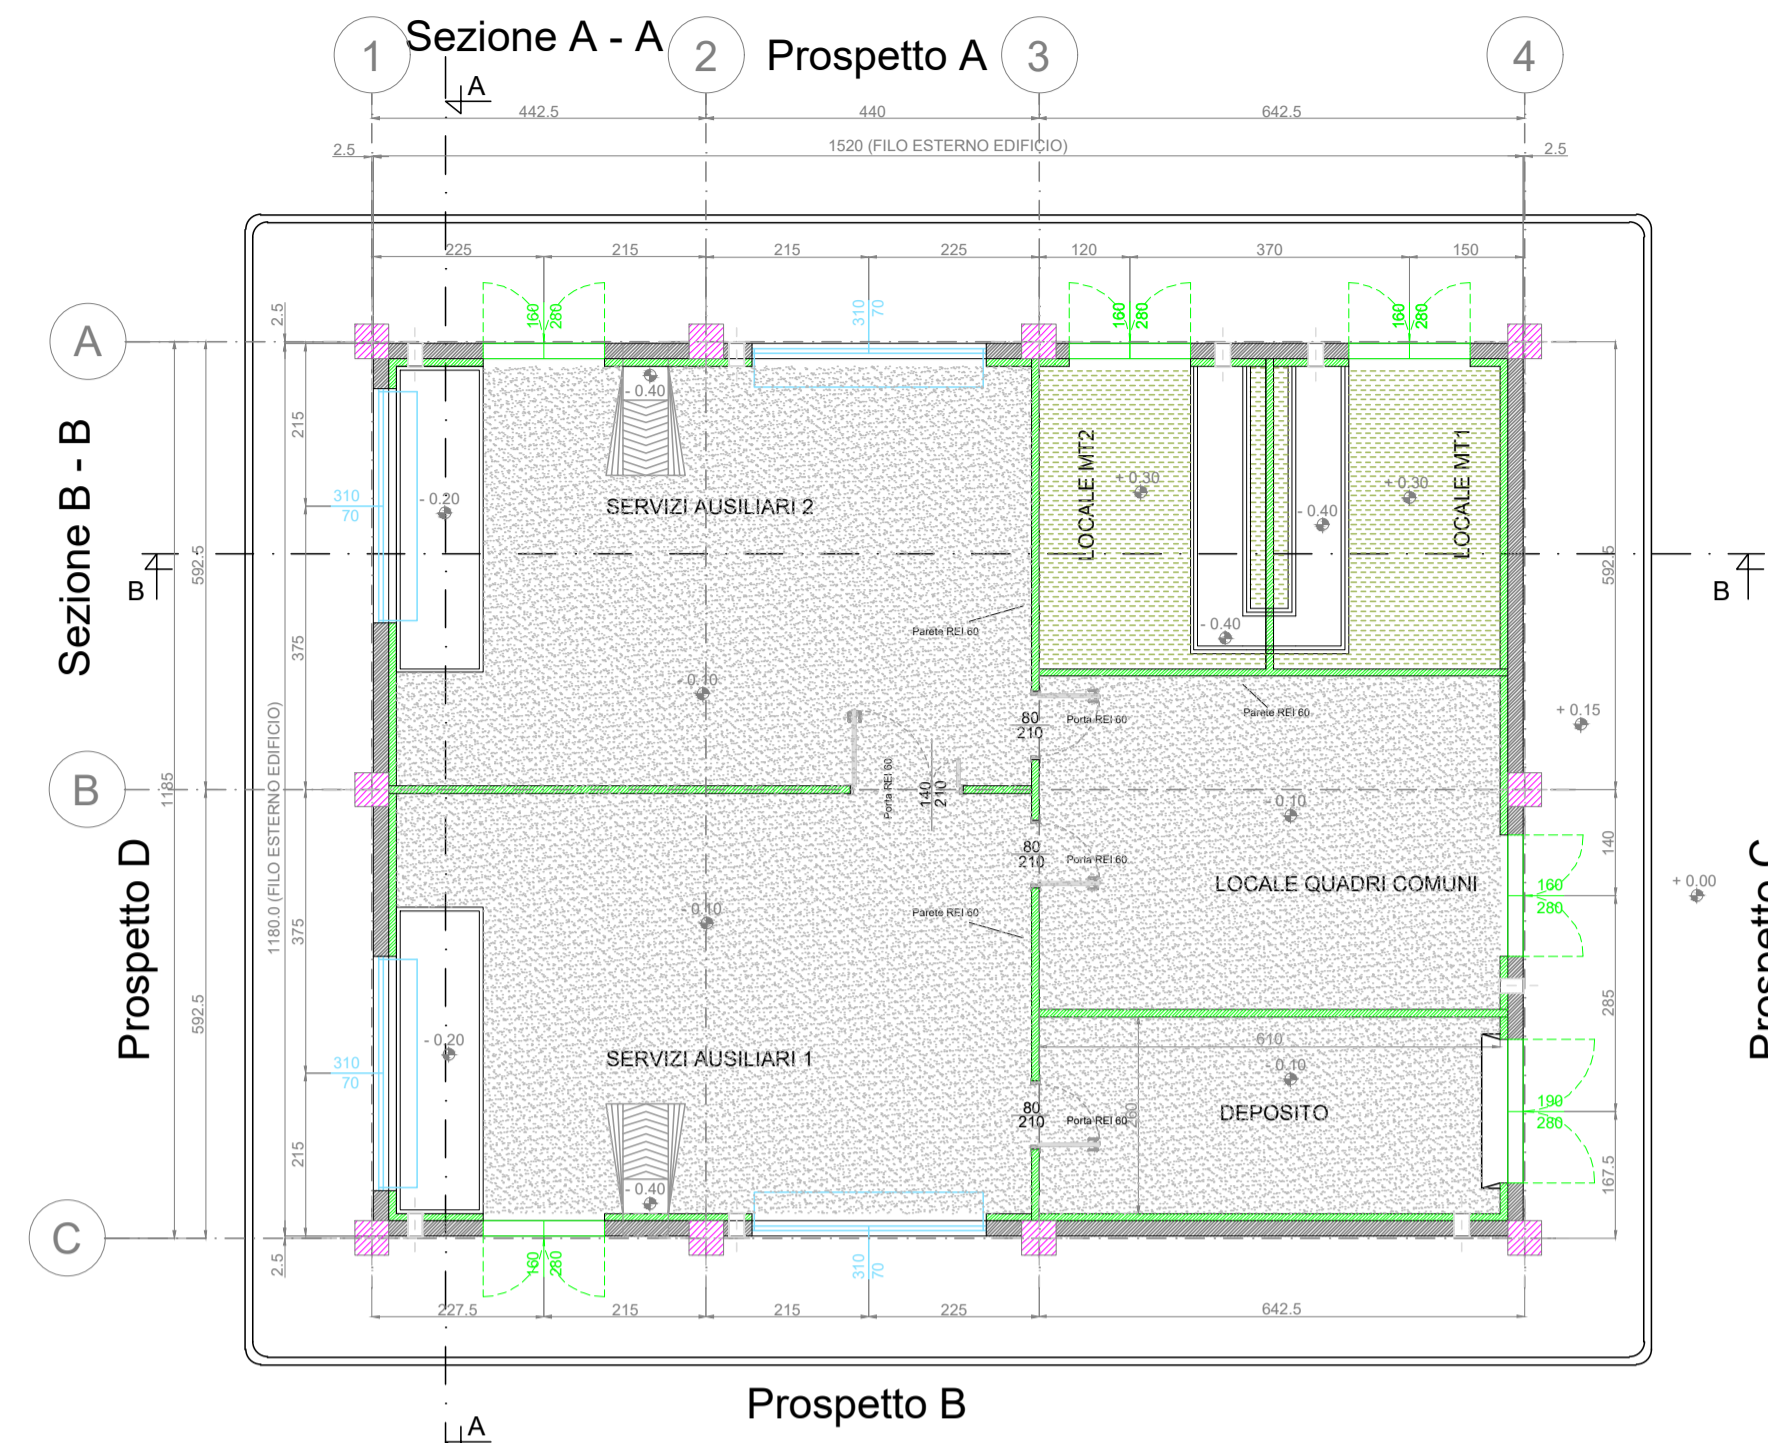 Sezione A - A
Prospetto A
1
2
3
4
A
442.5
440
642.5
2.5
1520 (FILO ESTERNO EDIFICIO)
2.5
225
215
215
225
120
370
150
2.5
160
280
310
70
160
280
160
280
A
Sezione B - B
215
- 0.40
- 0.20
310
70
SERVIZI AUSILIARI 2
LOCALE MT2
+ 0.30
- 0.40
+ 0.30
LOCALE MT1
592.5
592.5
B
B
- 0.40
Parete REI 60
375
- 0.10
80
210
Porta REI 60
Parete REI 60
+ 0.15
1180.0 (FILO ESTERNO EDIFICIO)
1185
B
Porta REI 60
140
210
- 0.10
140
80
210
Porta REI 60
Prospetto D
LOCALE QUADRI COMUNI
160
280
+ 0.00
Prospetto C
375
- 0.10
Parete REI 60
592.5
285
- 0.20
310
70
SERVIZI AUSILIARI 1
610
- 0.10
DEPOSITO
260
80
210
Porta REI 60
190
280
215
167.5
- 0.40
C
2.5
160
280
310
70
227.5
215
215
225
642.5
Prospetto B
A